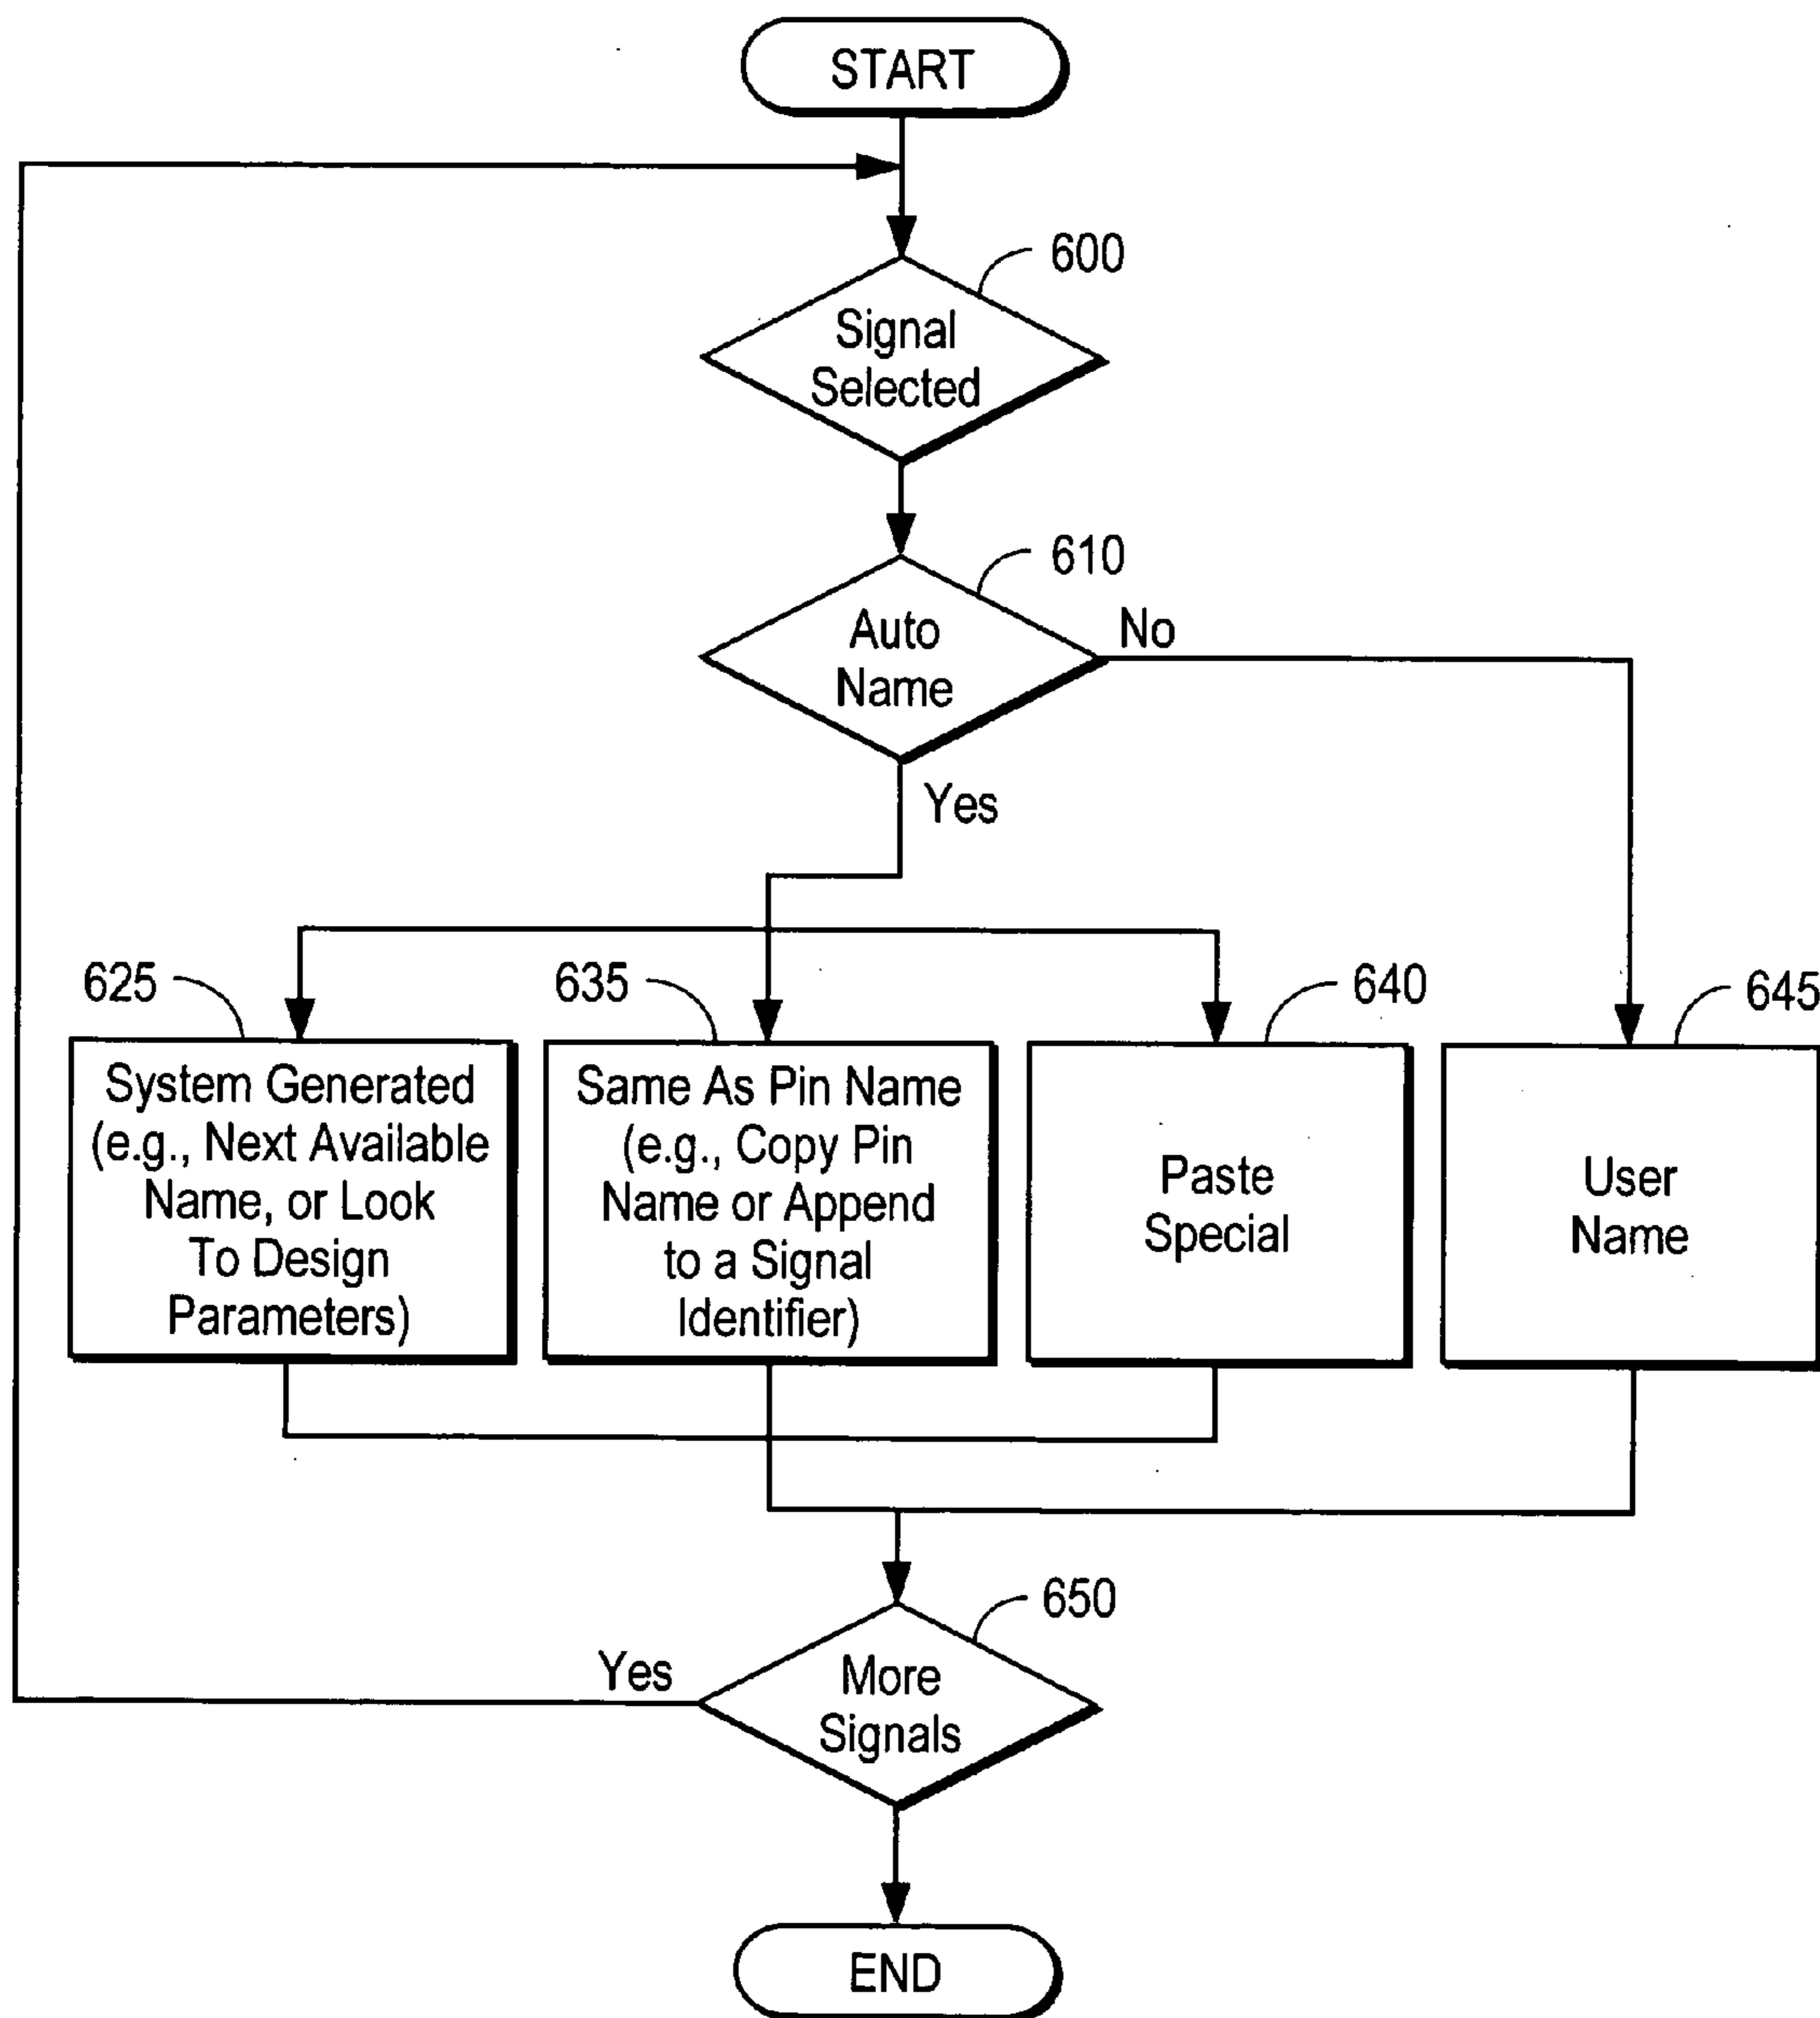 START
600
Signal
Selected
610
Auto
Name
No
Yes
625
635
640
645
System Generated
(e.g., Next Available
Name, or Look
To Design
Parameters)
Same As Pin Name
(e.g., Copy Pin
Name or Append
to a Signal
Identifier)
Paste
Special
User
Name
650
Yes
More
Signals
END